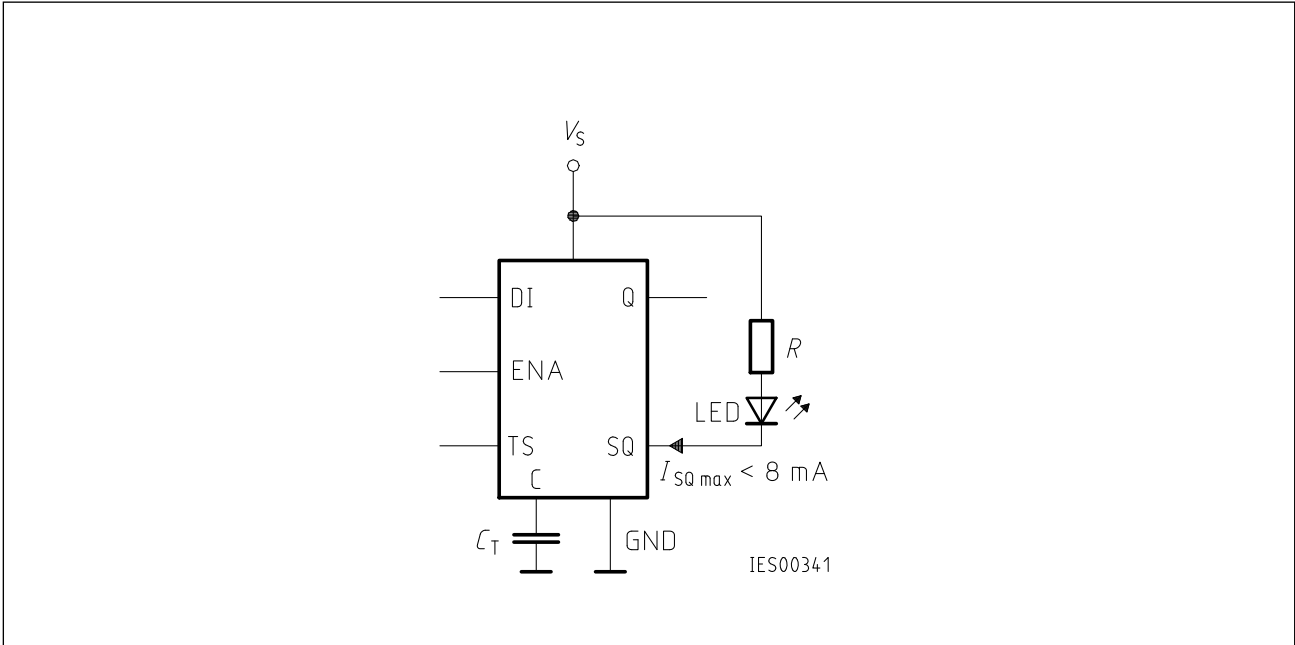 VS
DI Q
ENA
R
LED
TS SQ
ISQ max < 8 mA
C
CT
GND
IES00341